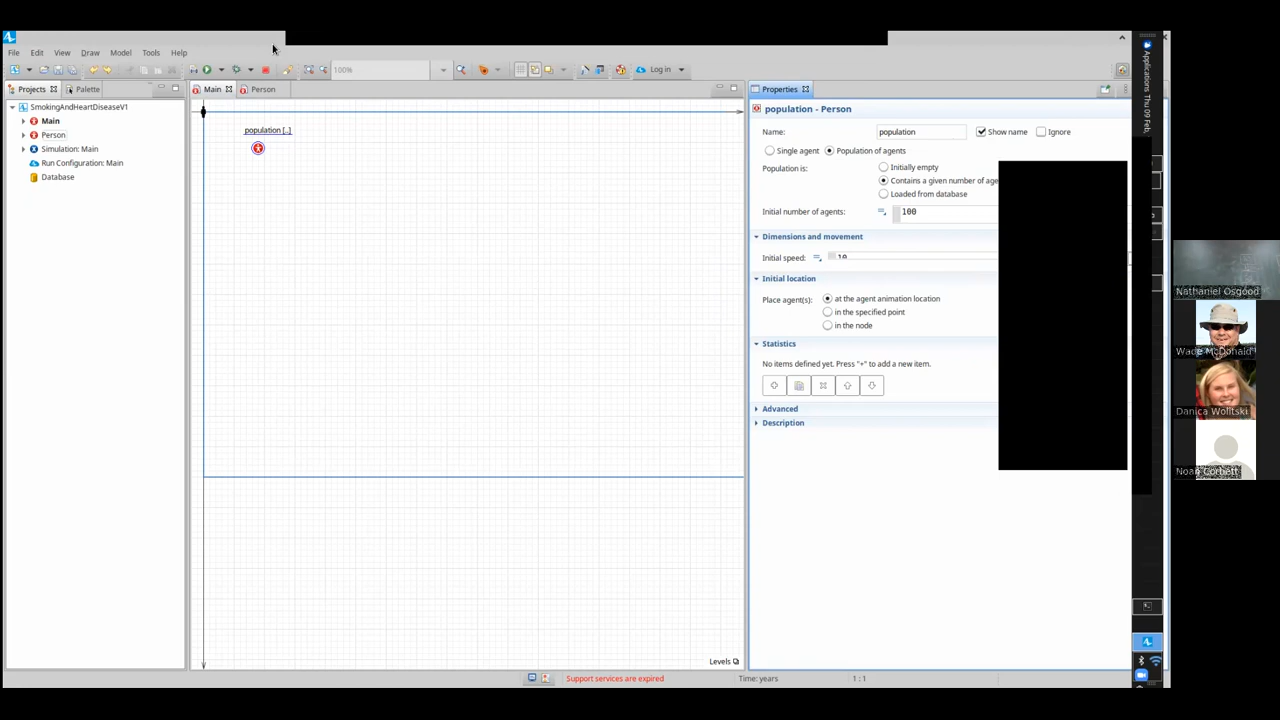 File Edit View Draw Model Tools Help
100%
Log in
Projects
Palette
Main
Person
Properties
SmokingAndHeartDiseaseV1
Main
Person
Simulation: Main
Run Configuration: Main
Database
population [..]
Levels
population - Person
Name: population Show name Ignore
Single agent Population of agents
Population is: Initially empty
Contains a given number of age
Loaded from database
Initial number of agents: 100
Dimensions and movement
Initial speed: 10
Initial location
Place agent(s): at the agent animation location
in the specified point
in the node
Statistics
No items defined yet. Press "+" to add a new item.
Advanced
Description
Support services are expired
Time: years
1 : 1
Applications Thu 09 Feb,
Nathaniel Osgood
Wade McDonald
Danica Wolitski
Noah Corbett